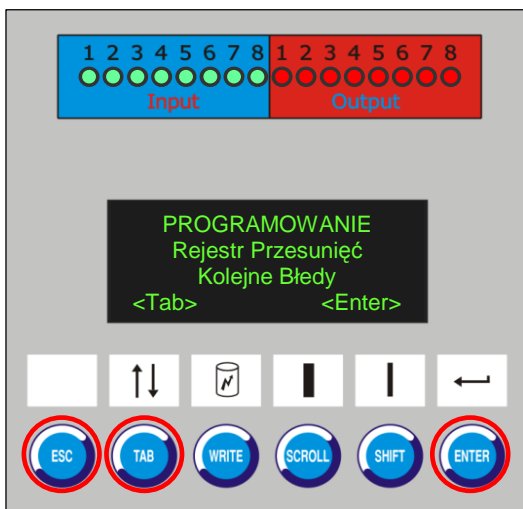 1 2 3 4 5 6 7 8 1 2 3 4 5 6 7 8
Input Output
PROGRAMOWANIE
Rejestr Przesunięć
Kolejne Błedy
<Tab> <Enter>
ESC TAB WRITE SCROLL SHIFT ENTER